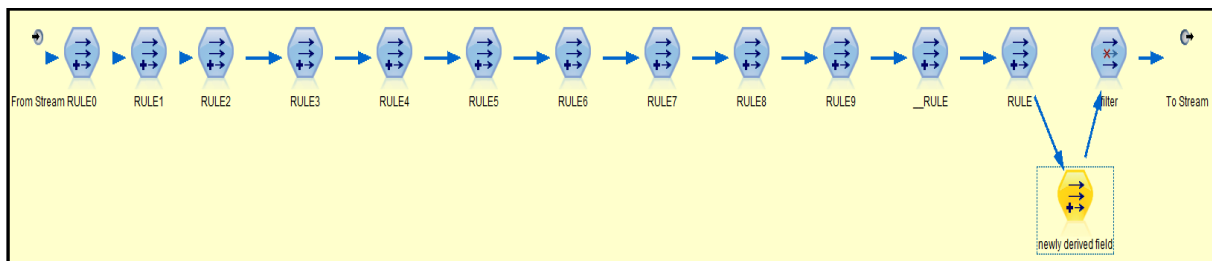 From Stream RULE0 RULE1 RULE2 RULE3 RULE4 RULE5 RULE6 RULE7 RULE8 RULE9 __RULE RULE filter To Stream
newly derived field